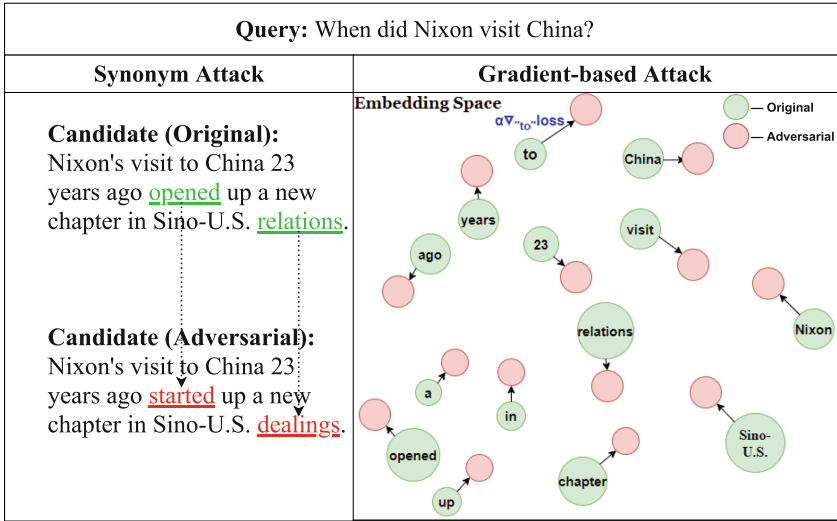 Query: When did Nixon visit China?
Synonym Attack
Gradient-based Attack
Candidate (Original):
Nixon's visit to China 23
years ago opened up a new
chapter in Sino-U.S. relations.
Candidate (Adversarial):
Nixon's visit to China 23
years ago started up a new
chapter in Sino-U.S. dealings.
Embedding Space
α∇"to"loss
Original
Adversarial
to
China
years
ago
23
visit
Nixon
relations
a
in
opened
up
chapter
Sino-
U.S.